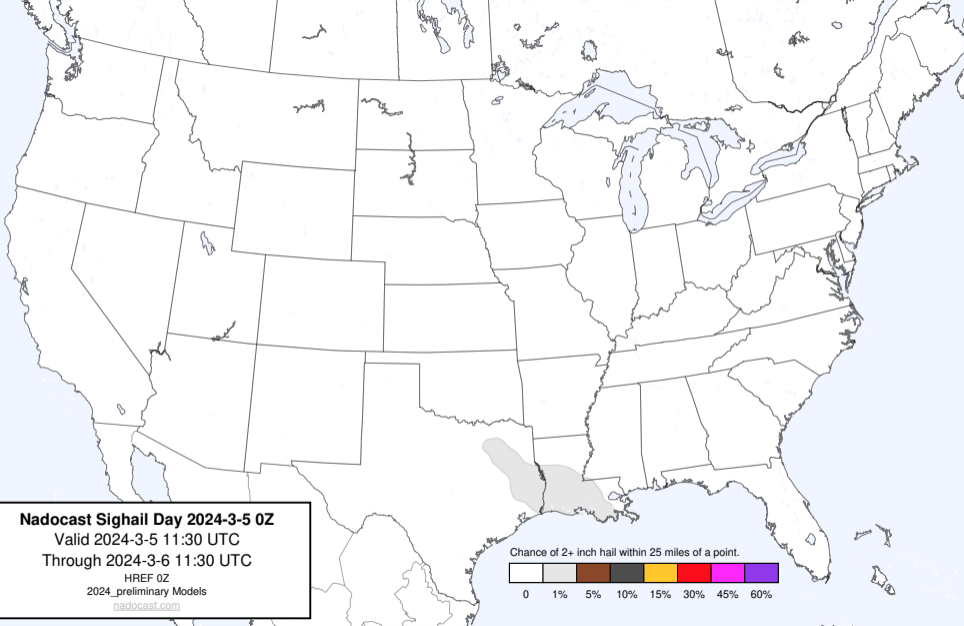 Nadocast Sighail Day 2024-3-5 0Z
Valid 2024-3-5 11:30 UTC
Through 2024-3-6 11:30 UTC
HREF 0Z
2024_preliminary Models
nadocast.com
Chance of 2+ inch hail within 25 miles of a point.
0 1% 5% 10% 15% 30% 45% 60%